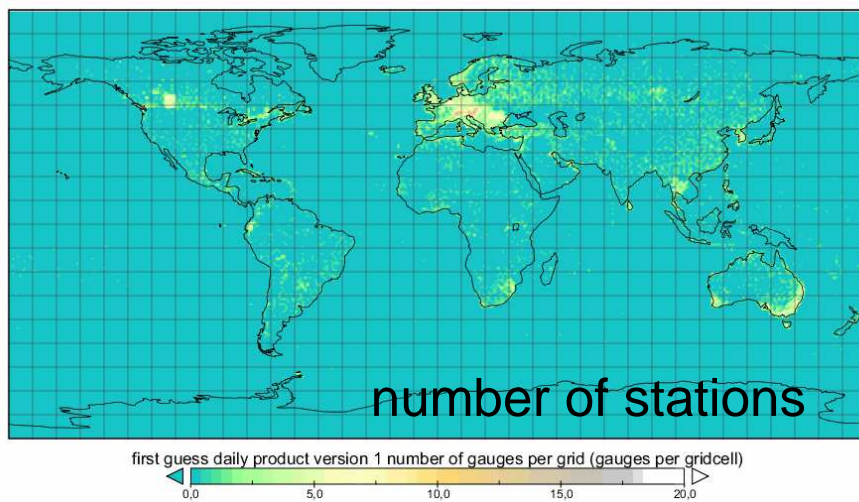 number of stations
first guess daily product version 1 number of gauges per grid (gauges per gridcell)
0,0 5,0 10,0 15,0 20,0